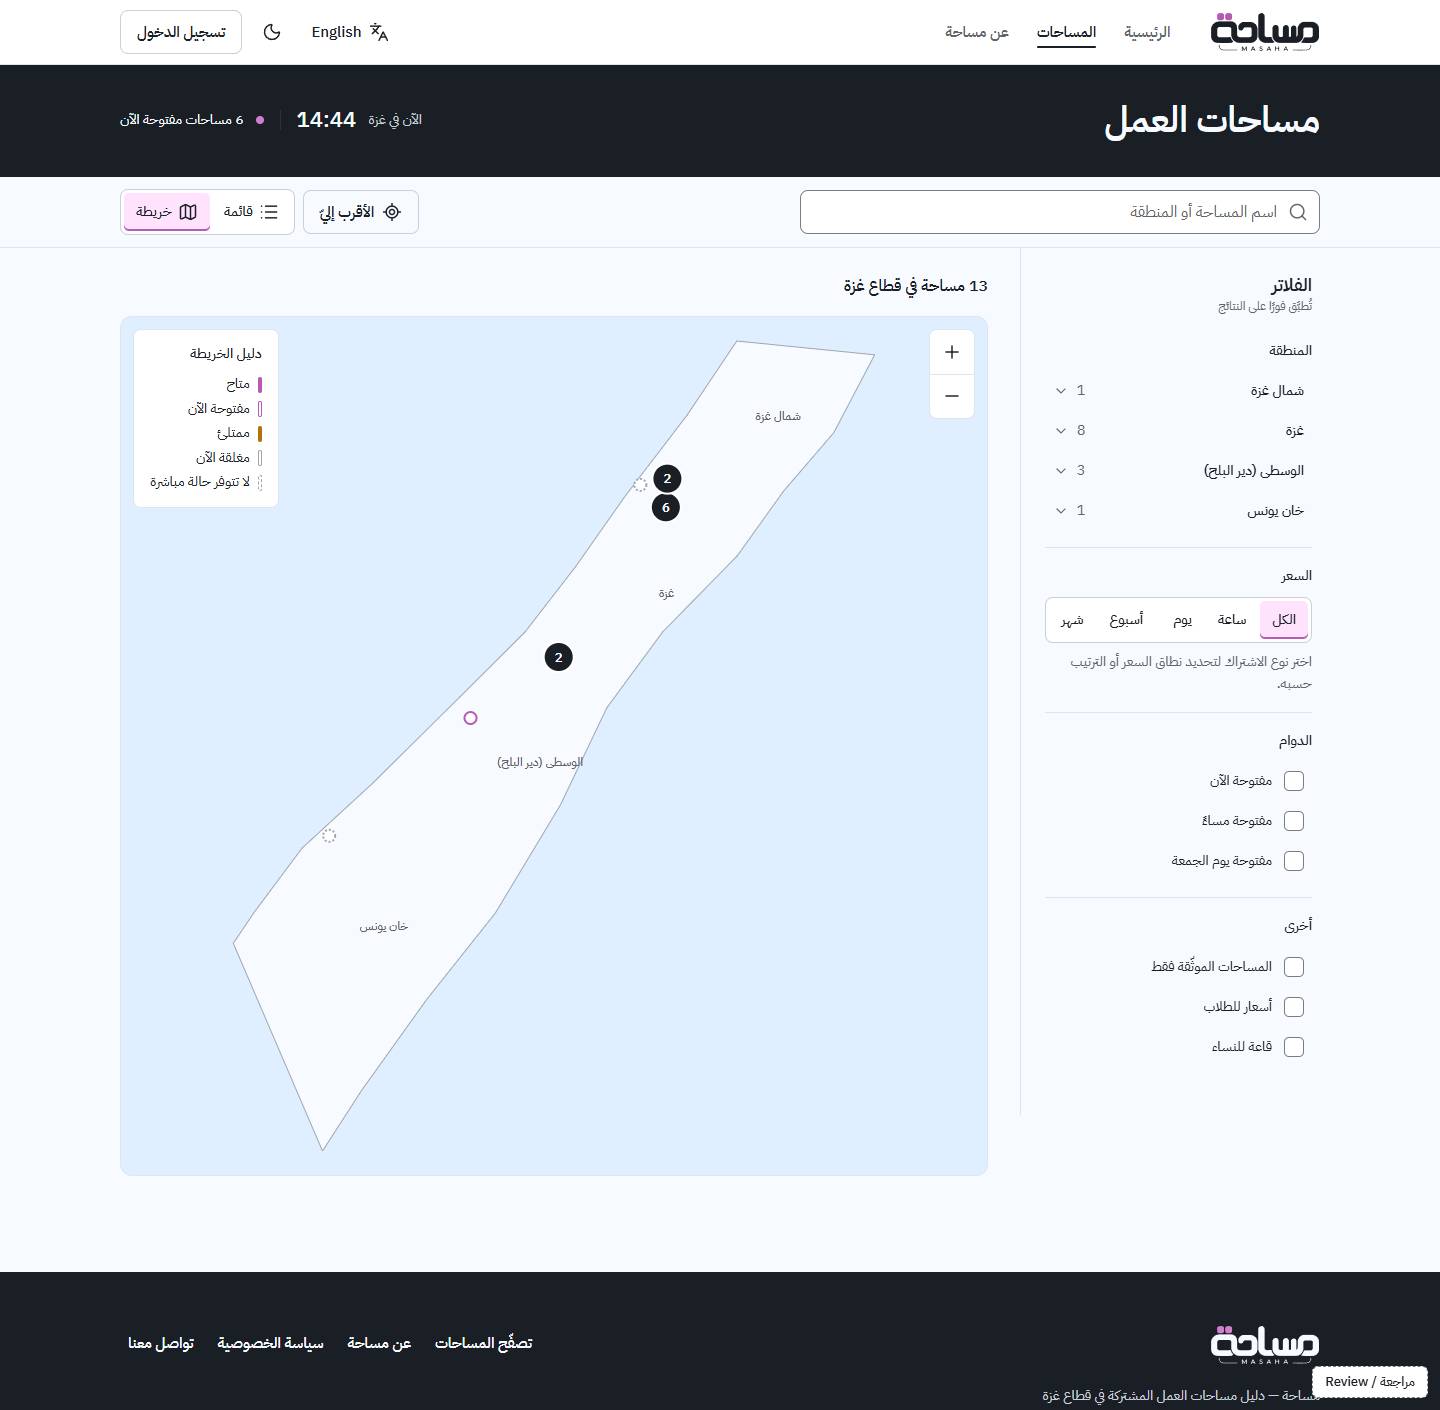 مساحة
MASAHA
الرئيسية
المساحات
عن مساحة
English
تسجيل الدخول
مساحات العمل
الآن في غزة 14:44
6 مساحات مفتوحة الآن
اسم المساحة أو المنطقة
الأقرب إليّ
قائمة
خريطة
الفلاتر
تُطبَّق فورًا على النتائج
المنطقة
شمال غزة 1
غزة 8
الوسطى (دير البلح) 3
خان يونس 1
السعر
الكل ساعة يوم أسبوع شهر
اختر نوع الاشتراك لتحديد نطاق السعر أو الترتيب
حسبه.
الدوام
مفتوحة الآن
مفتوحة مساءً
مفتوحة يوم الجمعة
أخرى
المساحات الموثّقة فقط
أسعار للطلاب
قاعة للنساء
13 مساحة في قطاع غزة
دليل الخريطة
متاح
مفتوحة الآن
ممتلئ
مغلقة الآن
لا تتوفر حالة مباشرة
شمال غزة
2
6
غزة
2
الوسطى (دير البلح)
خان يونس
مساحة
MASAHA
مساحة — دليل مساحات العمل المشتركة في قطاع غزة
تصفّح المساحات
عن مساحة
سياسة الخصوصية
تواصل معنا
مراجعة / Review